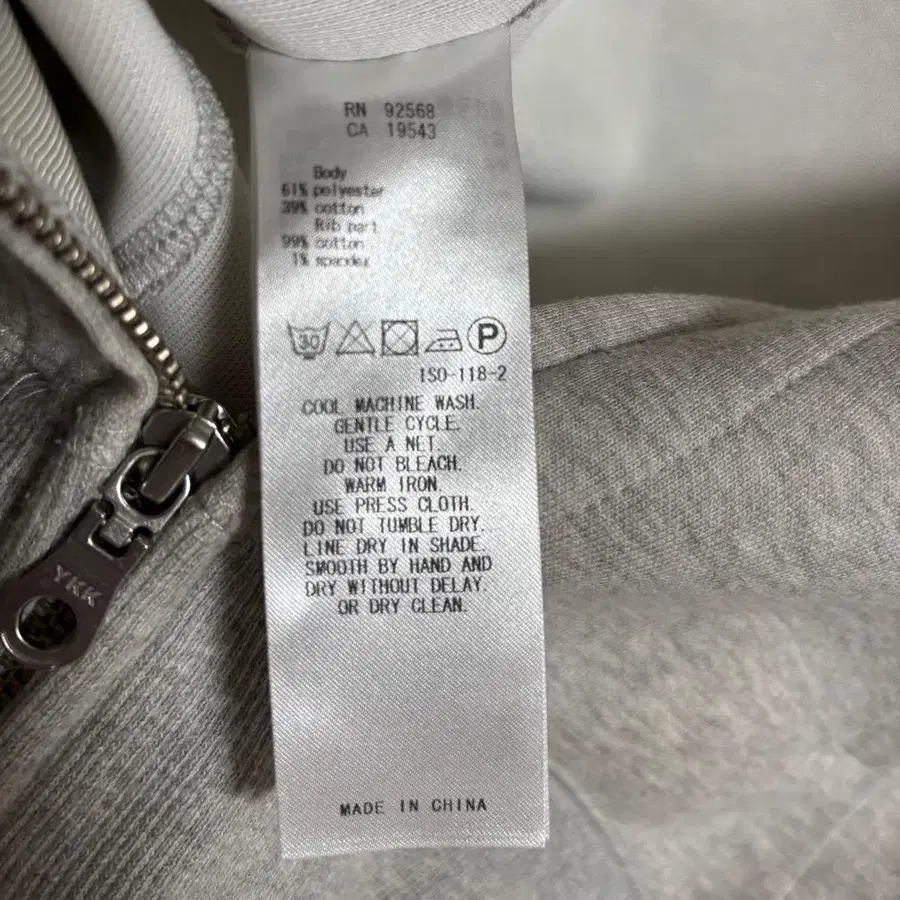 RN 92568
CA 19543
Body
61% polyester
39% cotton
Rib part
99% cotton
1% spandex
30
P
ISO-118-2
COOL MACHINE WASH.
GENTLE CYCLE.
USE A NET.
DO NOT BLEACH.
WARM IRON.
USE PRESS CLOTH.
DO NOT TUMBLE DRY.
LINE DRY IN SHADE.
SMOOTH BY HAND AND
DRY WITHOUT DELAY.
OR DRY CLEAN.
YKK
MADE IN CHINA